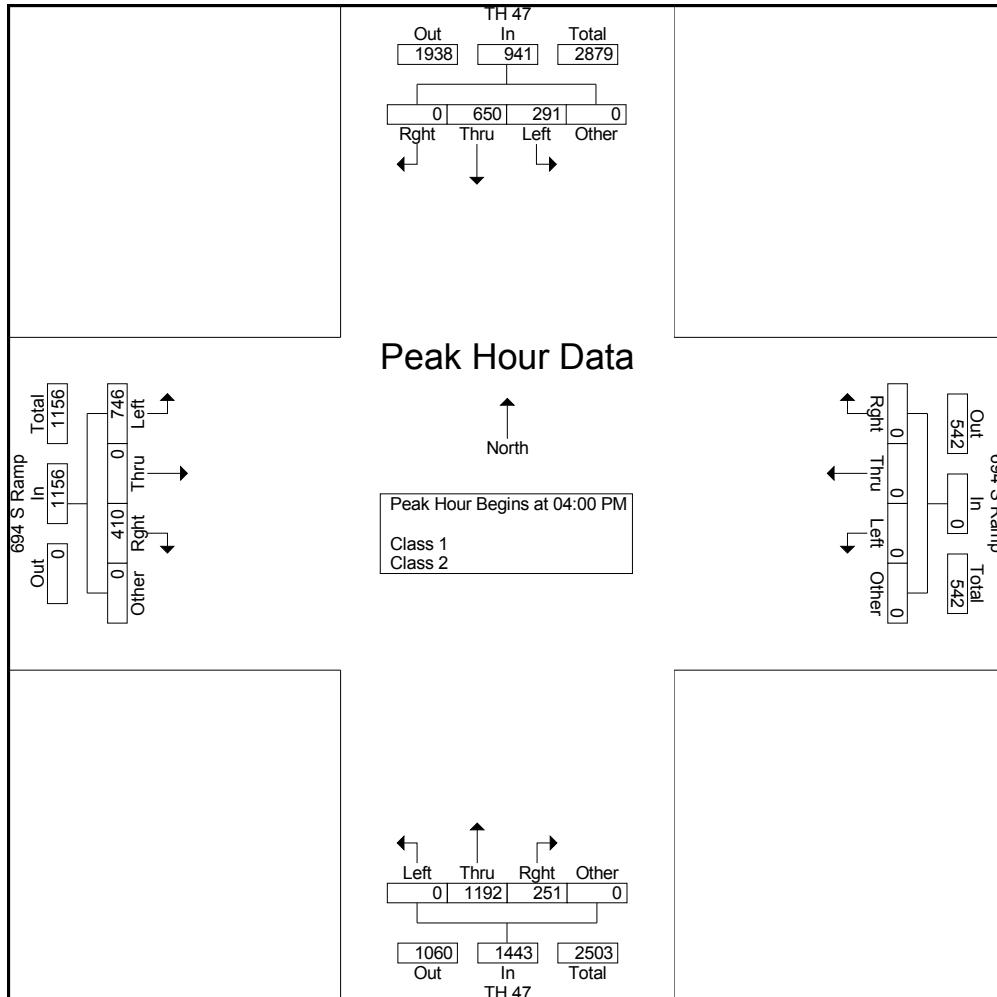 TH 47
Out In Total
1938 941 2879
0 650 291 0
Rght Thru Left Other
Peak Hour Data
North
Peak Hour Begins at 04:00 PM
Class 1
Class 2
694 S Ramp
Total In Out
1156 1156 0
746 0 410 0
Left Thru Rght Other
Rght Thru Left Other
0 0 0 0
542 0 542
Out In Total
694 S Ramp
Left Thru Rght Other
0 1192 251 0
1060 1443 2503
Out In Total
TH 47